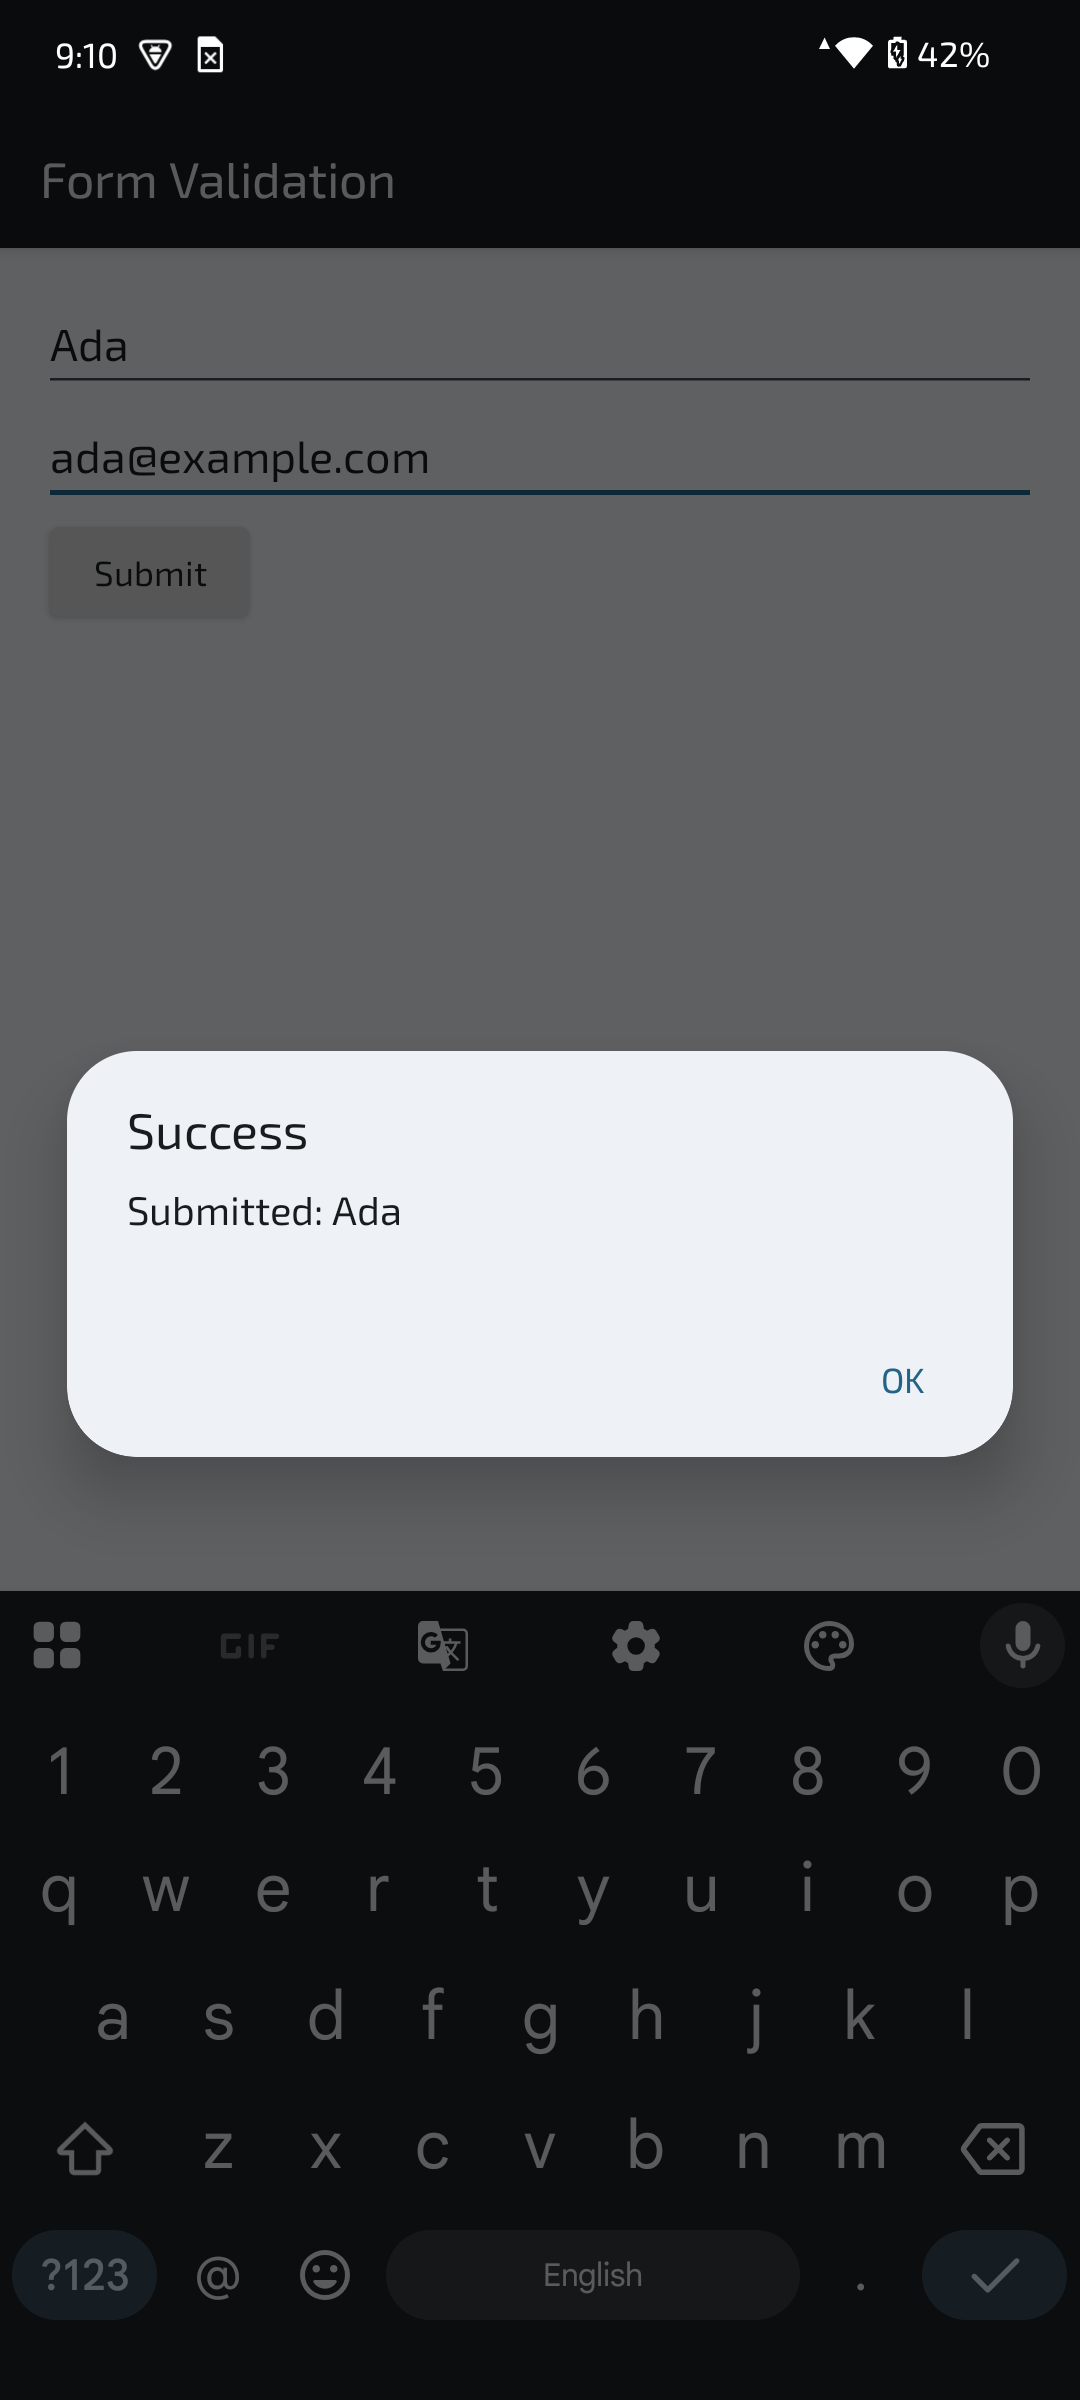 9:10
42%
Form Validation
Ada
ada@example.com
Submit
Success
Submitted: Ada
OK
GIF
1 2 3 4 5 6 7 8 9 0
q w e r t y u i o p
a s d f g h j k l
z x c v b n m
?123 @ English .